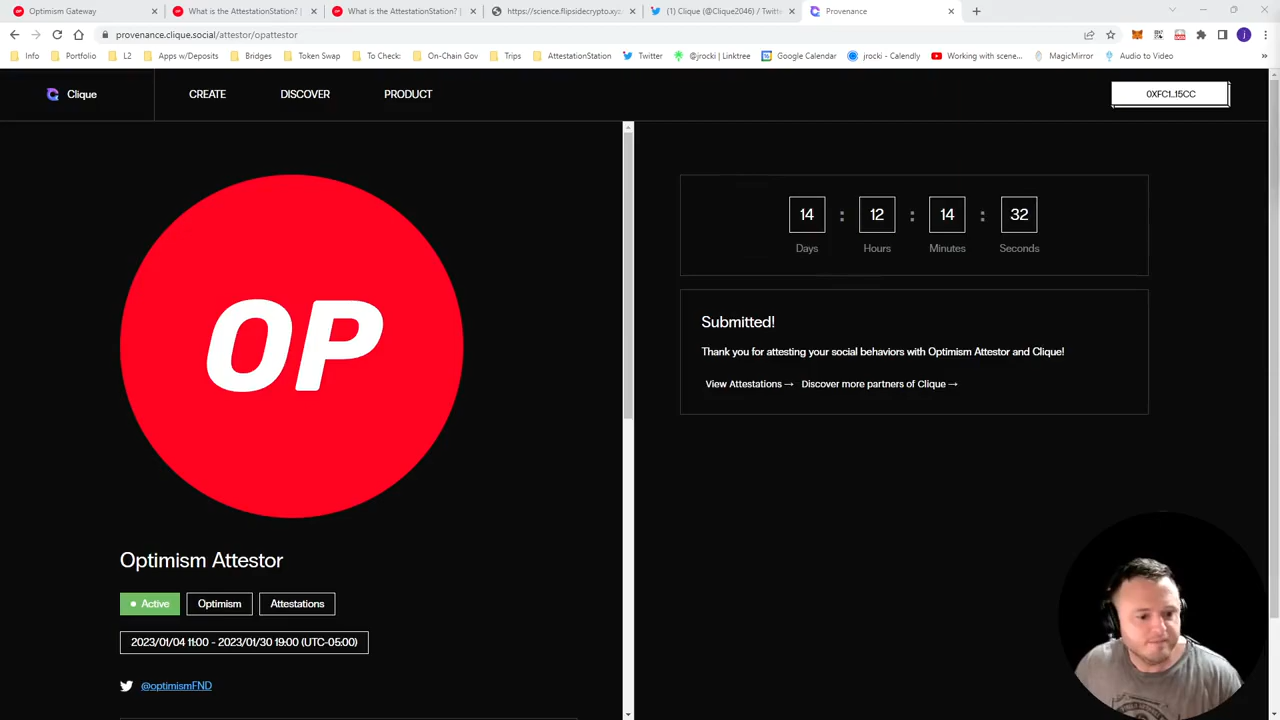 Optimism Gateway
What is the AttestationStation? |
What is the AttestationStation? |
https://science.flipsidecrypto.xyz
(1) Clique (@Clique2046) / Twitt
Provenance
provenance.clique.social/attestor/opattestor
Info
Portfolio
L2
Apps w/Deposits
Bridges
Token Swap
To Check:
On-Chain Gov
Trips
AttestationStation
Twitter
@jrocki | Linktree
Google Calendar
jrocki - Calendly
Working with scene...
MagicMirror
Audio to Video
Clique
CREATE
DISCOVER
PRODUCT
0XFC1...15CC
OP
14 : 12 : 14 : 32
Days Hours Minutes Seconds
Submitted!
Thank you for attesting your social behaviors with Optimism Attestor and Clique!
View Attestations → Discover more partners of Clique →
Optimism Attestor
Active
Optimism
Attestations
2023/01/04 11:00 - 2023/01/30 19:00 (UTC-05:00)
@optimismFND